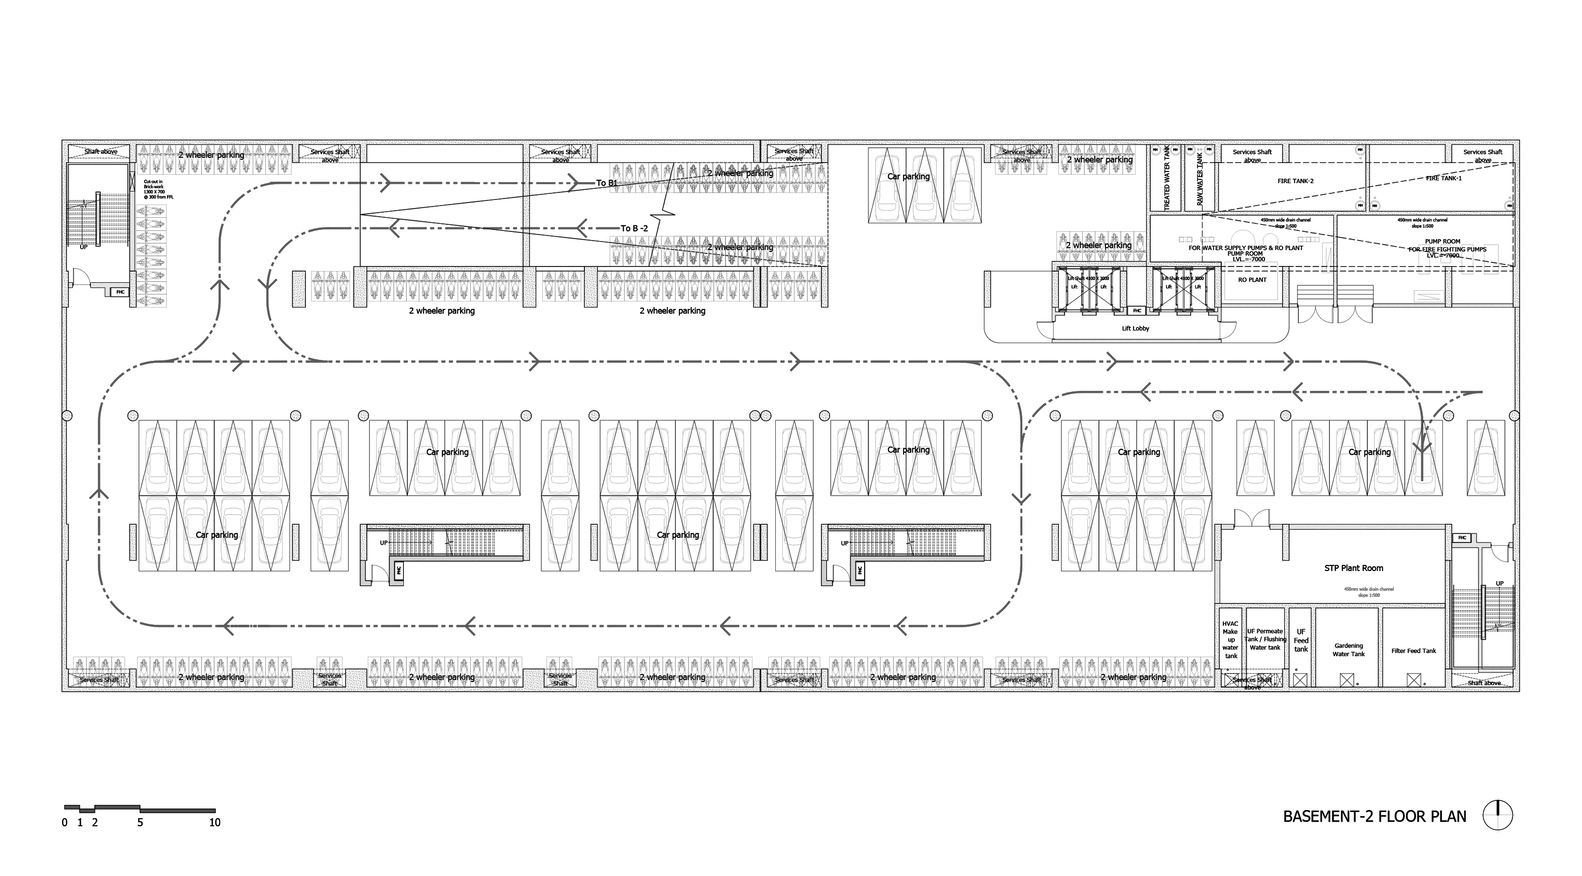 Shaft above
2 wheeler parking
Services Shaft
above
Services Shaft
above
Services Shaft
above
Services Shaft
above
2 wheeler parking
Services Shaft
above
Services Shaft
above
Cut out in
Brick work
1300 X 700
@ 300 from FFL
To B1
2 wheeler parking
Car parking
TREATED WATER TANK
RAW WATER TANK
FIRE TANK-2
FIRE TANK-1
To B -2
2 wheeler parking
2 wheeler parking
450mm wide drain channel
slope 1:500
450mm wide drain channel
slope 1:500
FOR WATER SUPPLY PUMPS & RO PLANT
PUMP ROOM
LVL.=-7000
PUMP ROOM
FOR FIRE FIGHTING PUMPS
LVL.=-7000
UP
FHC
RO PLANT
Lift
Lift
Lift
Lift
FHC
2 wheeler parking
2 wheeler parking
Lift Lobby
Car parking
Car parking
Car parking
Car parking
Car parking
Car parking
UP
FHC
UP
FHC
FHC
UP
STP Plant Room
450mm wide drain channel
slope 1:500
HVAC
Make
up
water
tank
UF Permeate
Tank / Flushing
Water tank
UF
Feed
tank
Gardening
Water Tank
Filter Feed Tank
Services Shaft
2 wheeler parking
Services
Shaft
2 wheeler parking
Services
Shaft
2 wheeler parking
Services Shaft
2 wheeler parking
Services Shaft
2 wheeler parking
Services Shaft
above
Shaft above
0 1 2 5 10
BASEMENT-2 FLOOR PLAN